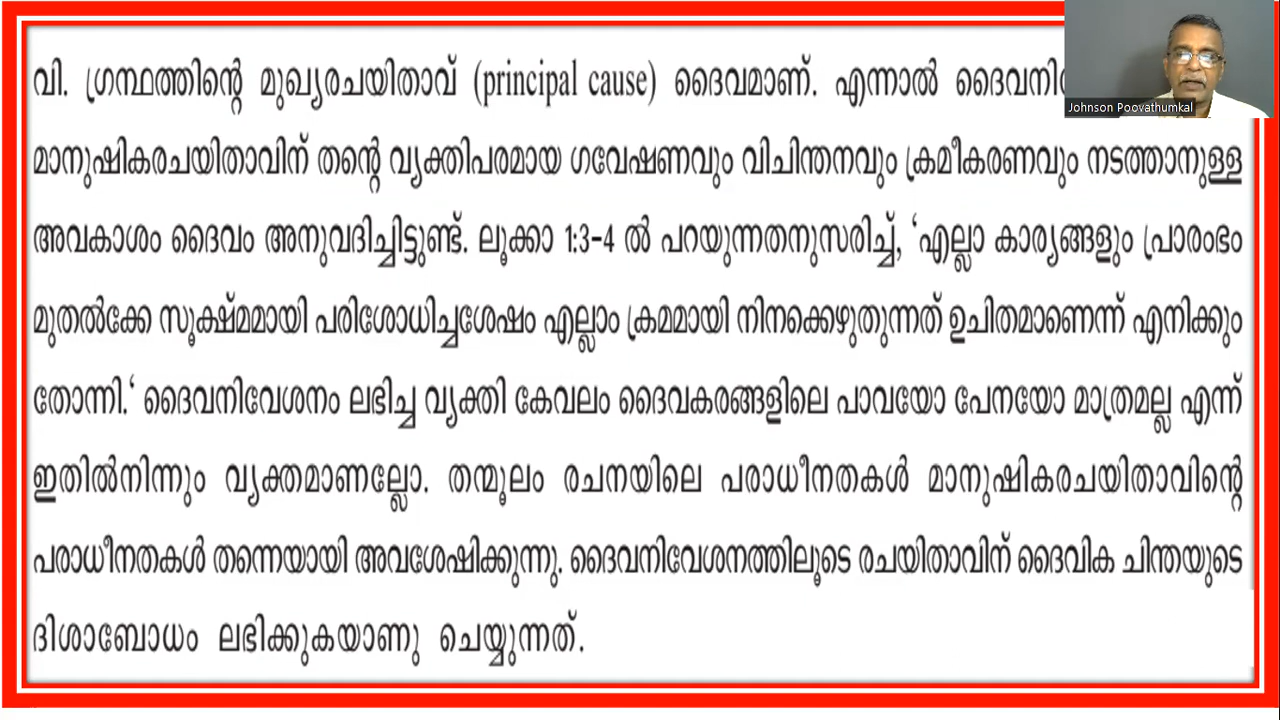 വി. ഗ്രന്ഥത്തിന്റെ മുഖ്യരചയിതാവ് (principal cause) ദൈവമാണ്. എന്നാൽ
Johnson Poovathumkal
മാനുഷികരചയിതാവിന് തന്റെ വ്യക്തിപരമായ ഗവേഷണവും വിചിന്തനവും ക്രമീകരണവും നടത്താനുള്ള
അവകാശം ദൈവം അനുവദിച്ചിട്ടുണ്ട്. ലൂക്കാ 1:3-4 ൽ പറയുന്നതനുസരിച്ച്, ‘എല്ലാ കാര്യങ്ങളും പ്രാരംഭം
മുതൽക്കേ സൂക്ഷ്മമായി പരിശോധിച്ചശേഷം എല്ലാം ക്രമമായി നിനക്കെഴുതുന്നത് ഉചിതമാണെന്ന് എനിക്കും
തോന്നി.‘ ദൈവനിവേശനം ലഭിച്ച വ്യക്തി കേവലം ദൈവകരങ്ങളിലെ പാവയോ പേനയോ മാത്രമല്ല എന്ന്
ഇതിൽനിന്നും വ്യക്തമാണല്ലോ. തന്മൂലം രചനയിലെ പരാധീനതകൾ മാനുഷികരചയിതാവിന്റെ
പരാധീനതകൾ തന്നെയായി അവശേഷിക്കുന്നു. ദൈവനിവേശനത്തിലൂടെ രചയിതാവിന് ദൈവിക ചിന്തയുടെ
ദിശാബോധം ലഭിക്കുകയാണു ചെയ്യുന്നത്.